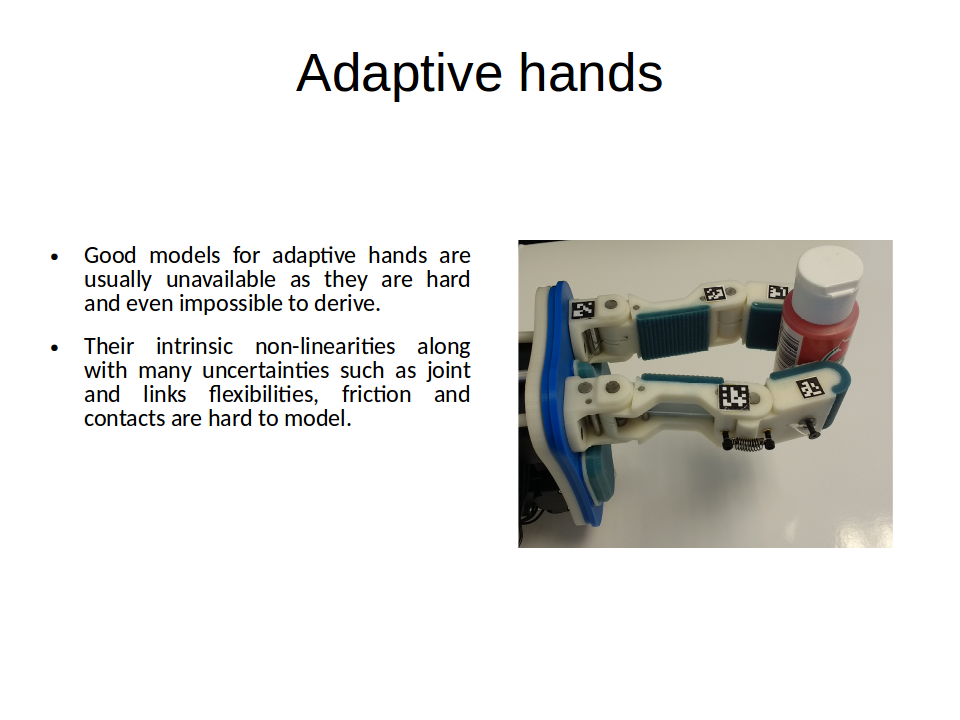 Adaptive hands
• Good models for adaptive hands are
usually unavailable as they are hard
and even impossible to derive.
• Their intrinsic non-linearities along
with many uncertainties such as joint
and links flexibilities, friction and
contacts are hard to model.